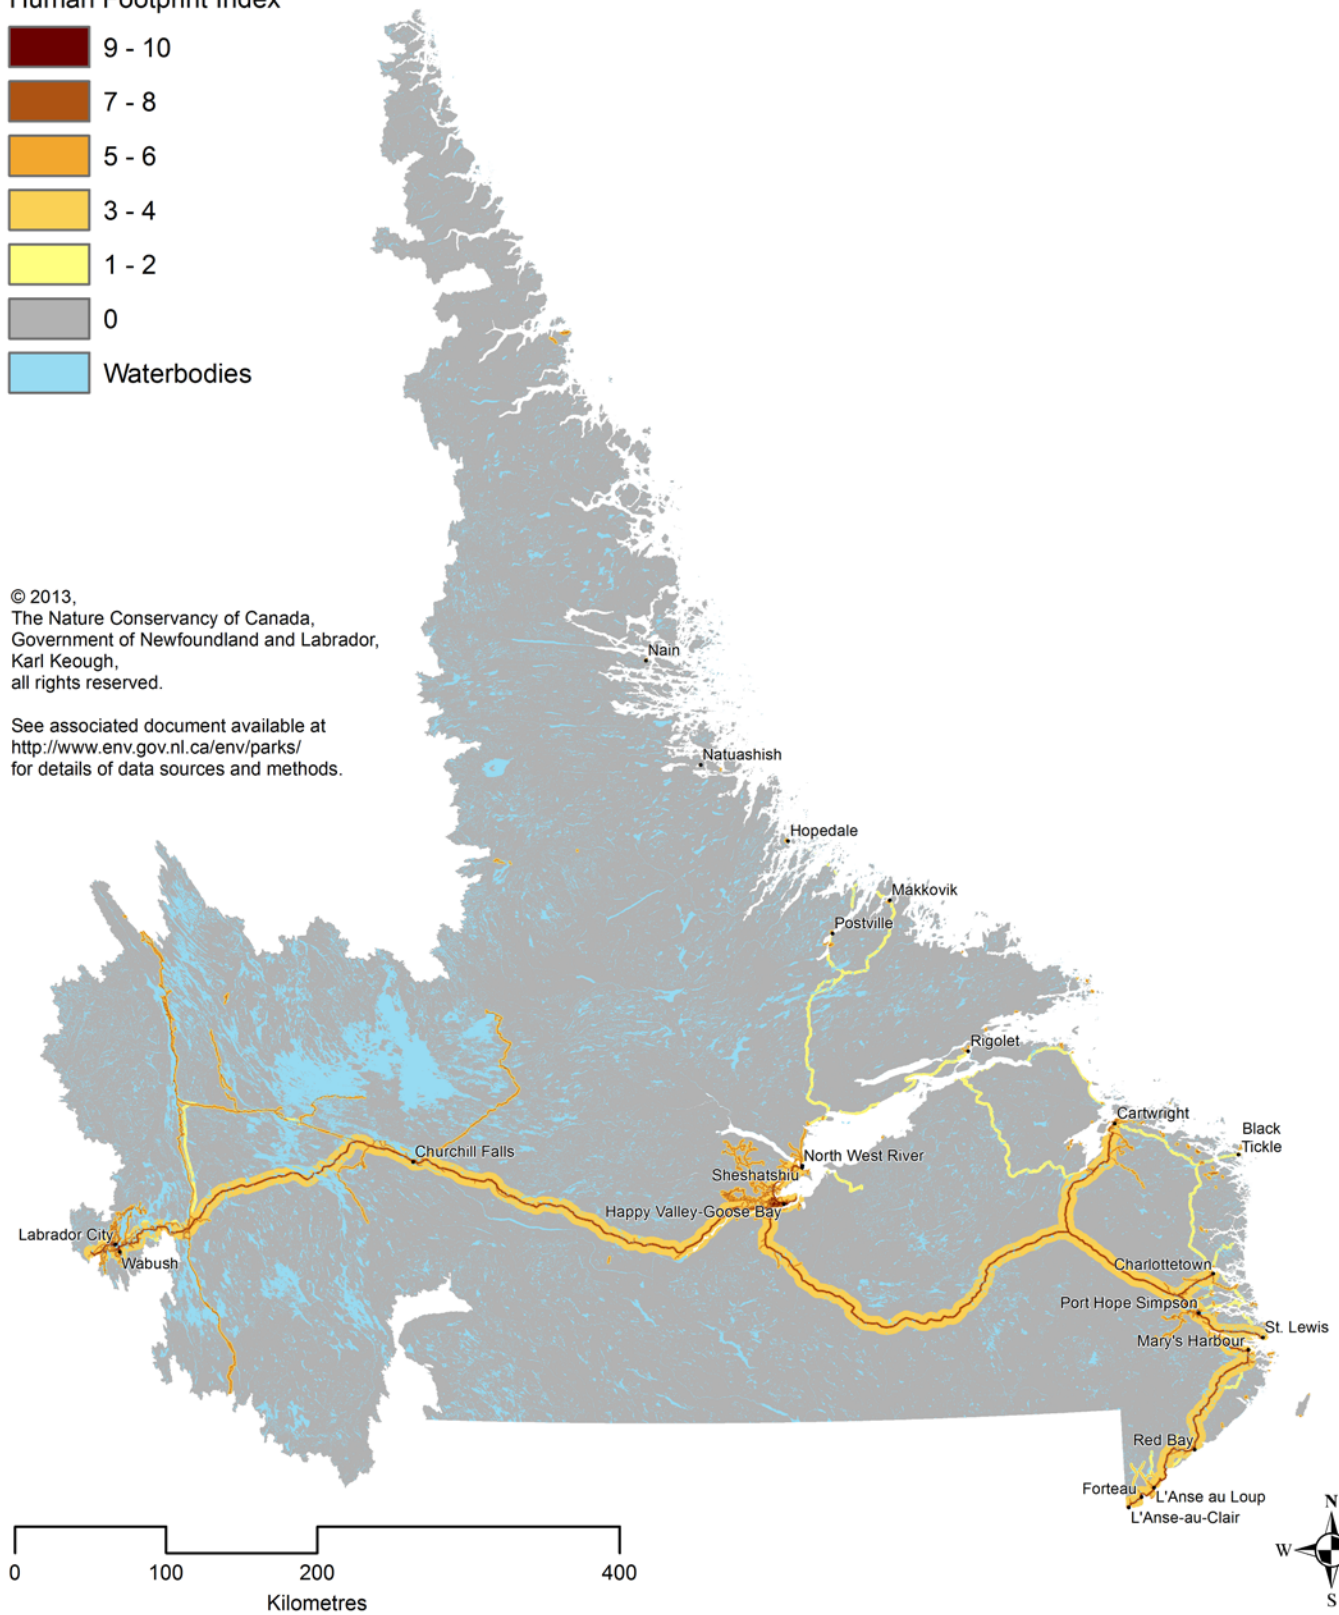 Human Footprint Index
9 - 10
7 - 8
5 - 6
3 - 4
1 - 2
0
Waterbodies
© 2013,
The Nature Conservancy of Canada,
Government of Newfoundland and Labrador,
Karl Keough,
all rights reserved.
See associated document available at
http://www.env.gov.nl.ca/env/parks/
for details of data sources and methods.
Nain
Natuashish
Hopedale
Makkovik
Postville
Rigolet
Cartwright
Black
Tickle
Churchill Falls
North West River
Sheshatshiu
Happy Valley-Goose Bay
Labrador City
Wabush
Charlottetown
Port Hope Simpson
St. Lewis
Mary's Harbour
Red Bay
Forteau
L'Anse au Loup
L'Anse-au-Clair
0 100 200 400
Kilometres
N
W
S